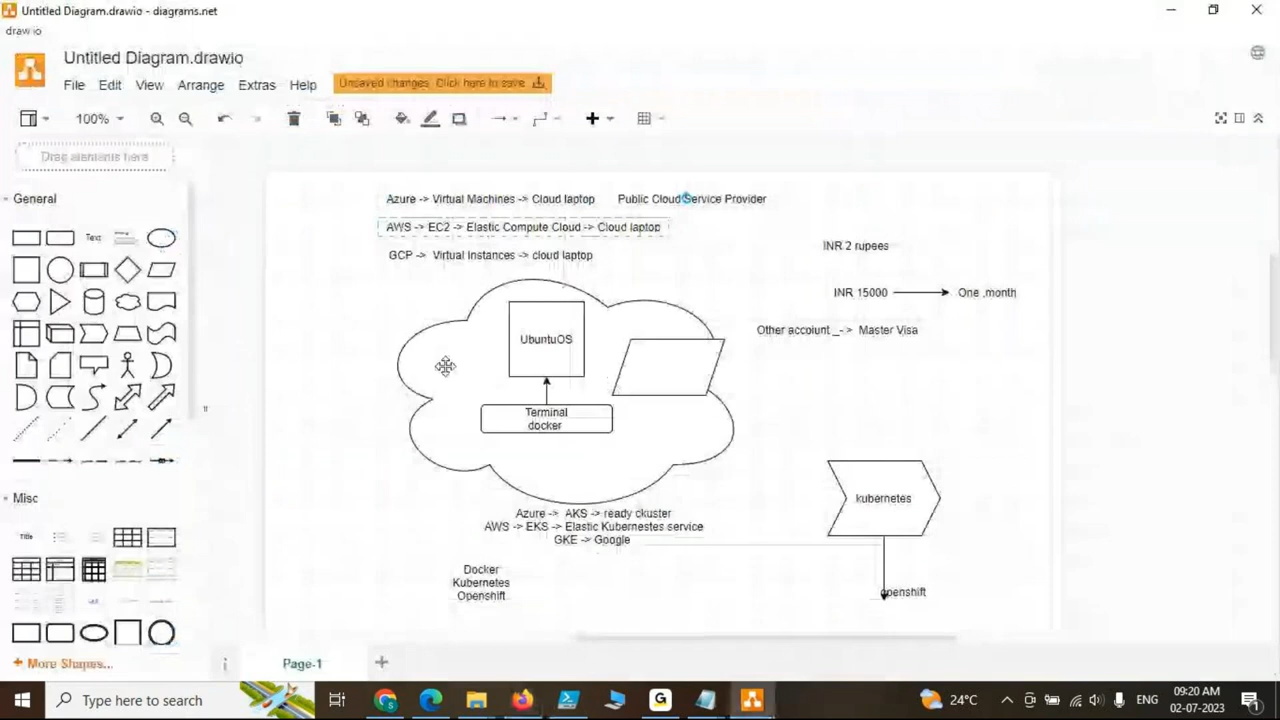 Untitled Diagram.drawio - diagrams.net
draw.io
Untitled Diagram.drawio
File Edit View Arrange Extras Help
Unsaved changes. Click here to save.
100%
Drag elements here
General
Text
Misc
Title
+ More Shapes...
Azure -> Virtual Machines -> Cloud laptop Public Cloud Service Provider
AWS -> EC2 -> Elastic Compute Cloud -> Cloud laptop
GCP -> Virtual Instances -> cloud laptop
INR 2 rupees
INR 15000 One ,month
Other account _-> Master Visa
UbuntuOS
Terminal
docker
kubernetes
Azure -> AKS -> ready ckuster
AWS -> EKS -> Elastic Kubernestes service
GKE -> Google
Docker
Kubernetes
Openshift
openshift
Page-1
Type here to search
24°C
ENG
09:20 AM
02-07-2023